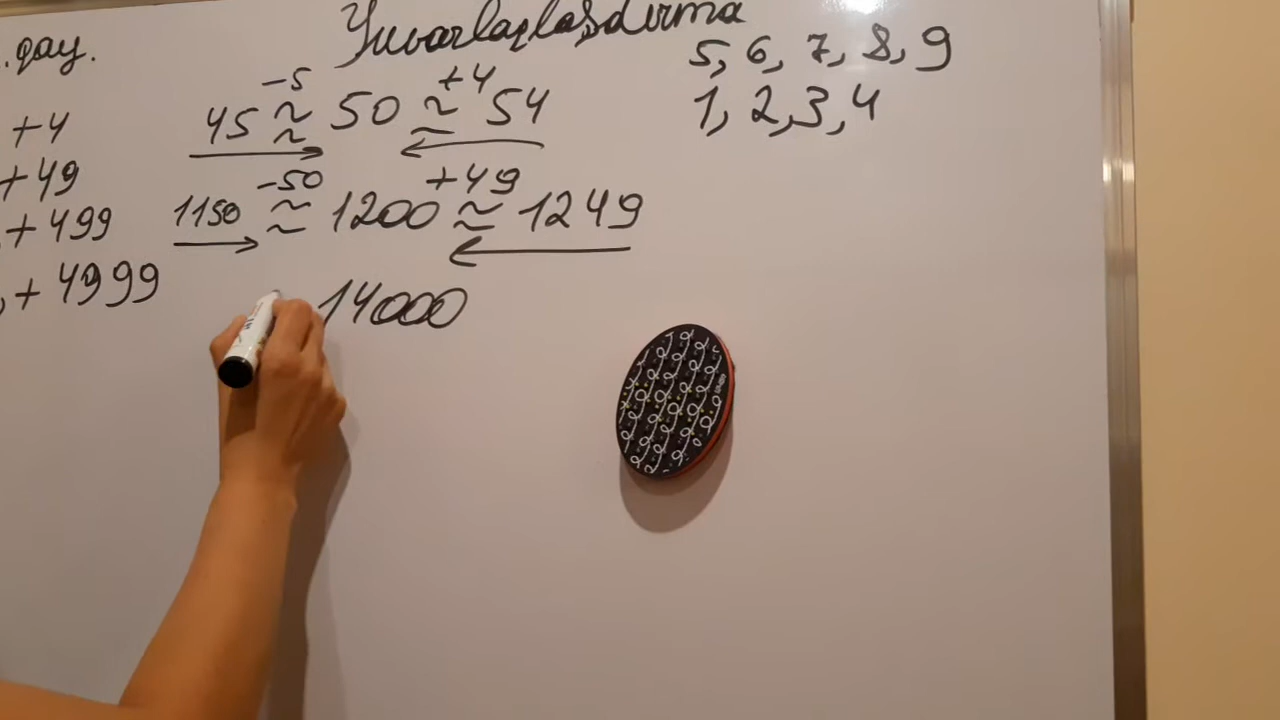 Yuvarlaqlaşdırma
.qay.
5, 6, 7, 8, 9
1, 2, 3, 4
+4
+49
+499
+4999
-5 +4
45 ≈ 50 ≈ 54
-50 +49
1150 ≈ 1200 ≈ 1249
14000